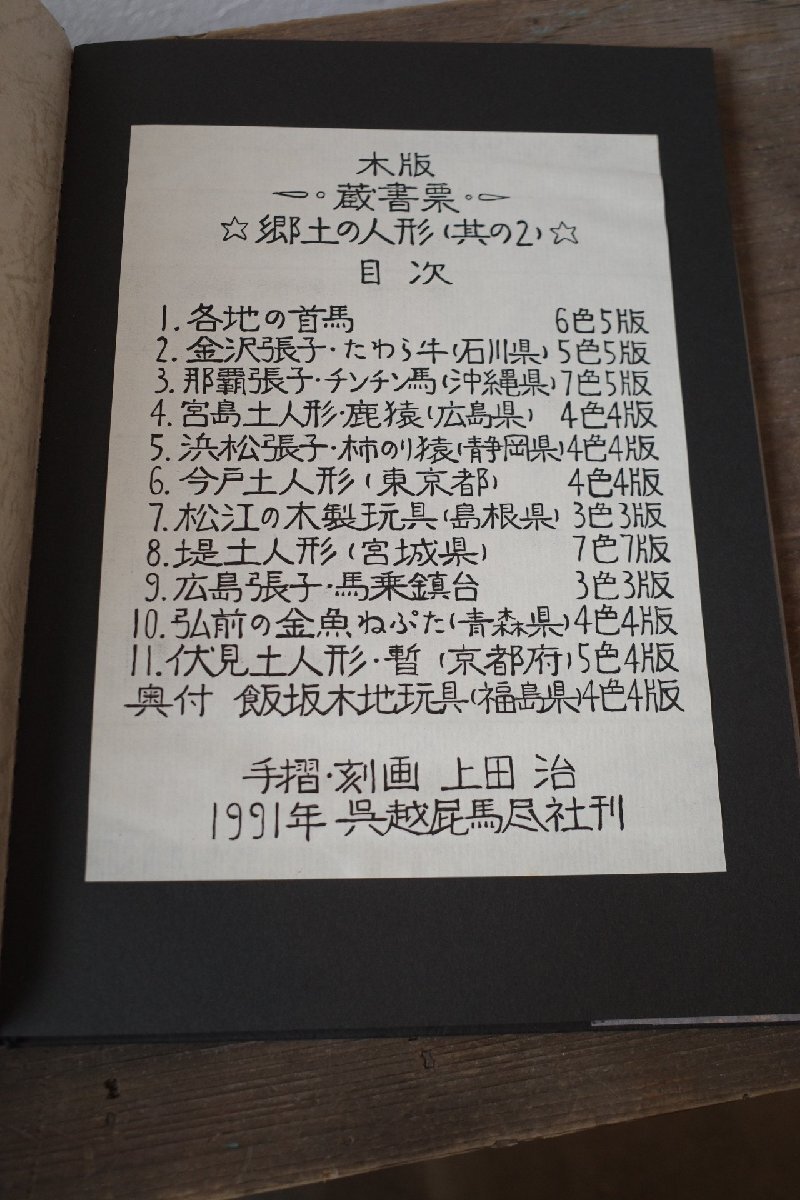 木版
蔵書票
☆郷土の人形(其の2)☆
目次
1.各地の首馬 6色5版
2.金沢張子・たわら牛(石川県)5色5版
3.那覇張子・チンチン馬(沖縄県)7色5版
4.宮島土人形・鹿猿(広島県) 4色4版
5.浜松張子・柿のり猿(静岡県)4色4版
6.今戸土人形(東京都) 4色4版
7.松江の木製玩具(島根県)3色3版
8.堤土人形(宮城県) 7色7版
9.広島張子・馬乗鎮台 3色3版
10.弘前の金魚ねぷた(青森県)4色4版
11.伏見土人形・暫(京都府)5色4版
奥付 飯坂木地玩具(福島県)4色4版
手摺・刻画 上田 治
1991年 呉越屁馬尽社刊